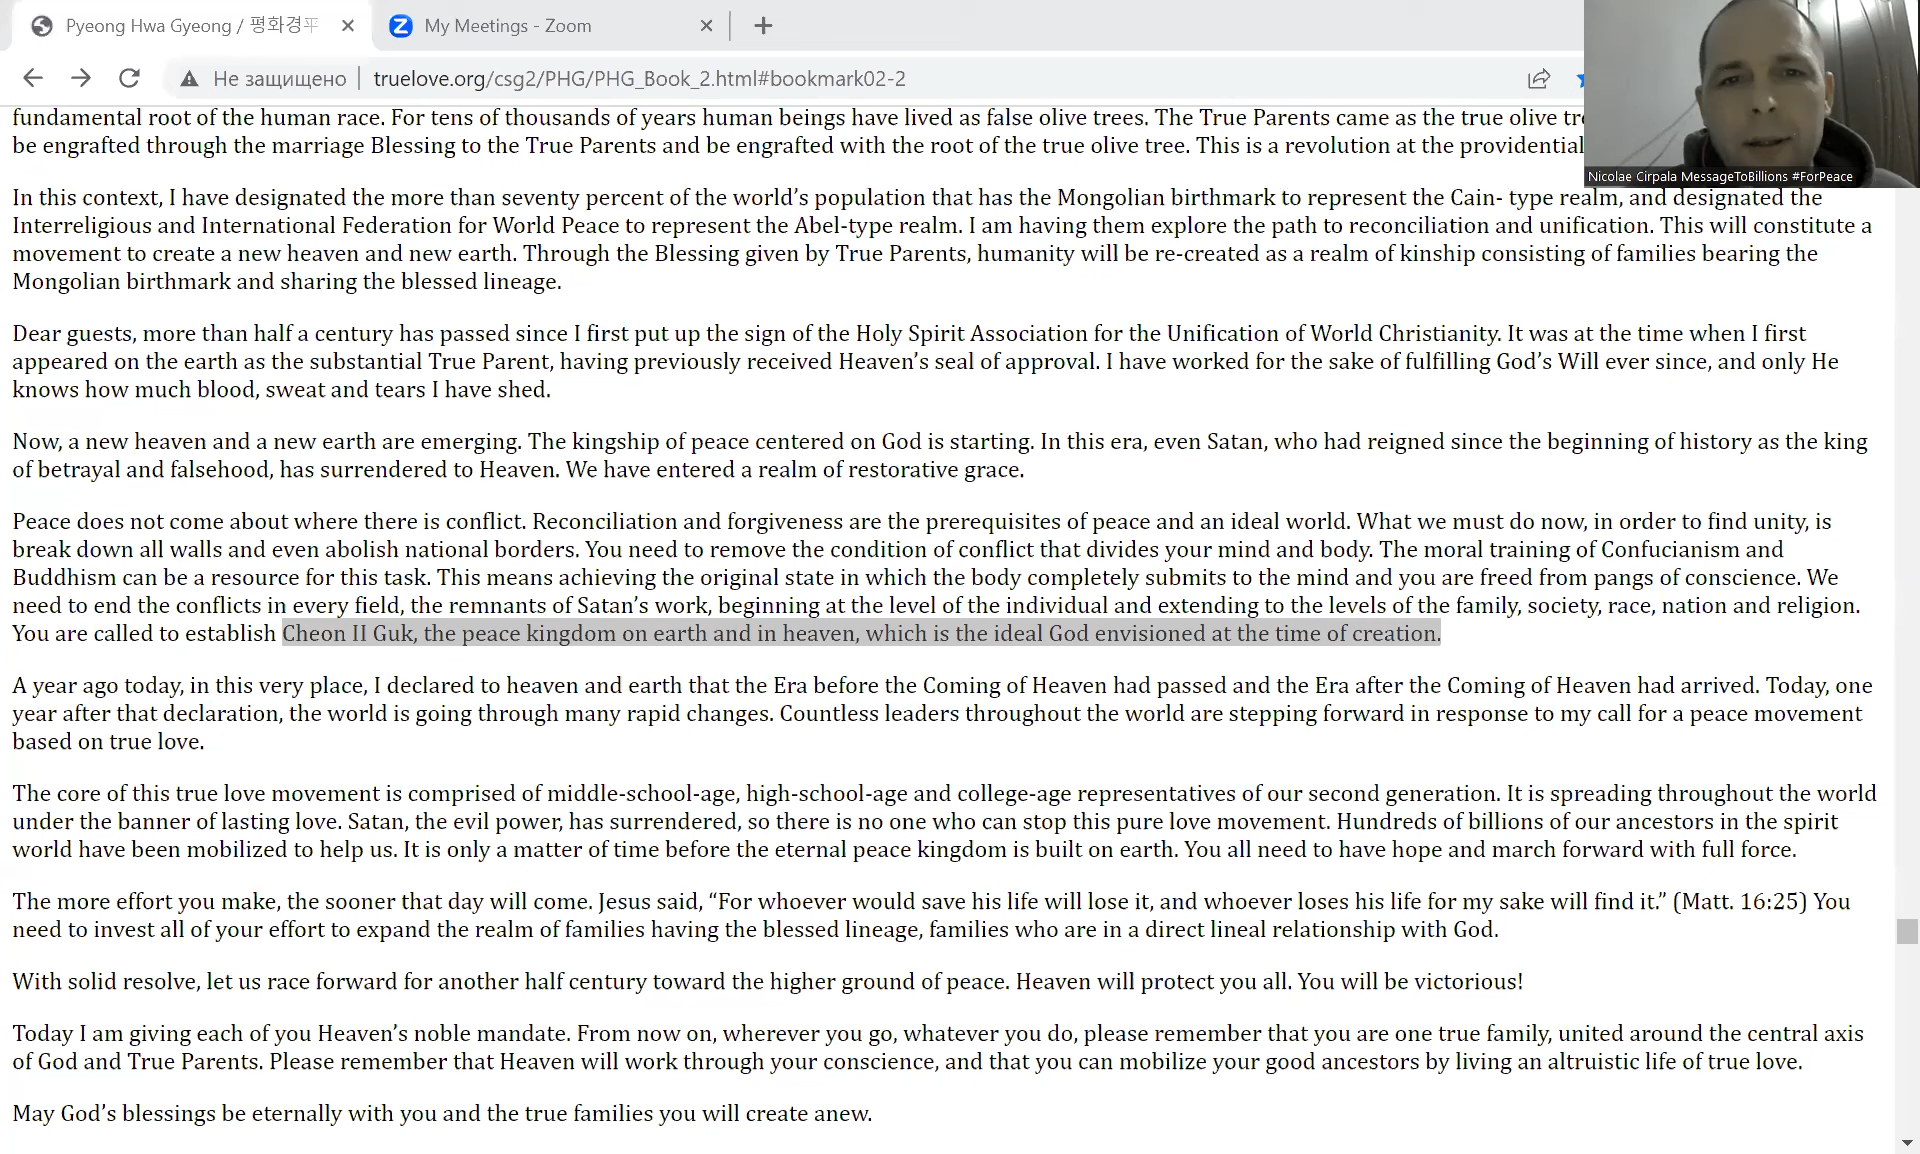 Pyeong Hwa Gyeong / 평화경平
My Meetings - Zoom
Не защищено
truelove.org/csg2/PHG/PHG_Book_2.html#bookmark02-2
fundamental root of the human race. For tens of thousands of years human beings have lived as false olive trees. The True Parents came as the true olive
be engrafted through the marriage Blessing to the True Parents and be engrafted with the root of the true olive tree. This is a revolution at the providential
Nicolae Cirpala MessageToBillions #ForPeace
In this context, I have designated the more than seventy percent of the world’s population that has the Mongolian birthmark to represent the Cain- type realm, and designated the
Interreligious and International Federation for World Peace to represent the Abel-type realm. I am having them explore the path to reconciliation and unification. This will constitute a
movement to create a new heaven and new earth. Through the Blessing given by True Parents, humanity will be re-created as a realm of kinship consisting of families bearing the
Mongolian birthmark and sharing the blessed lineage.
Dear guests, more than half a century has passed since I first put up the sign of the Holy Spirit Association for the Unification of World Christianity. It was at the time when I first
appeared on the earth as the substantial True Parent, having previously received Heaven’s seal of approval. I have worked for the sake of fulfilling God’s Will ever since, and only He
knows how much blood, sweat and tears I have shed.
Now, a new heaven and a new earth are emerging. The kingship of peace centered on God is starting. In this era, even Satan, who had reigned since the beginning of history as the king
of betrayal and falsehood, has surrendered to Heaven. We have entered a realm of restorative grace.
Peace does not come about where there is conflict. Reconciliation and forgiveness are the prerequisites of peace and an ideal world. What we must do now, in order to find unity, is
break down all walls and even abolish national borders. You need to remove the condition of conflict that divides your mind and body. The moral training of Confucianism and
Buddhism can be a resource for this task. This means achieving the original state in which the body completely submits to the mind and you are freed from pangs of conscience. We
need to end the conflicts in every field, the remnants of Satan’s work, beginning at the level of the individual and extending to the levels of the family, society, race, nation and religion.
You are called to establish Cheon II Guk, the peace kingdom on earth and in heaven, which is the ideal God envisioned at the time of creation.
A year ago today, in this very place, I declared to heaven and earth that the Era before the Coming of Heaven had passed and the Era after the Coming of Heaven had arrived. Today, one
year after that declaration, the world is going through many rapid changes. Countless leaders throughout the world are stepping forward in response to my call for a peace movement
based on true love.
The core of this true love movement is comprised of middle-school-age, high-school-age and college-age representatives of our second generation. It is spreading throughout the world
under the banner of lasting love. Satan, the evil power, has surrendered, so there is no one who can stop this pure love movement. Hundreds of billions of our ancestors in the spirit
world have been mobilized to help us. It is only a matter of time before the eternal peace kingdom is built on earth. You all need to have hope and march forward with full force.
The more effort you make, the sooner that day will come. Jesus said, “For whoever would save his life will lose it, and whoever loses his life for my sake will find it.” (Matt. 16:25) You
need to invest all of your effort to expand the realm of families having the blessed lineage, families who are in a direct lineal relationship with God.
With solid resolve, let us race forward for another half century toward the higher ground of peace. Heaven will protect you all. You will be victorious!
Today I am giving each of you Heaven’s noble mandate. From now on, wherever you go, whatever you do, please remember that you are one true family, united around the central axis
of God and True Parents. Please remember that Heaven will work through your conscience, and that you can mobilize your good ancestors by living an altruistic life of true love.
May God’s blessings be eternally with you and the true families you will create anew.